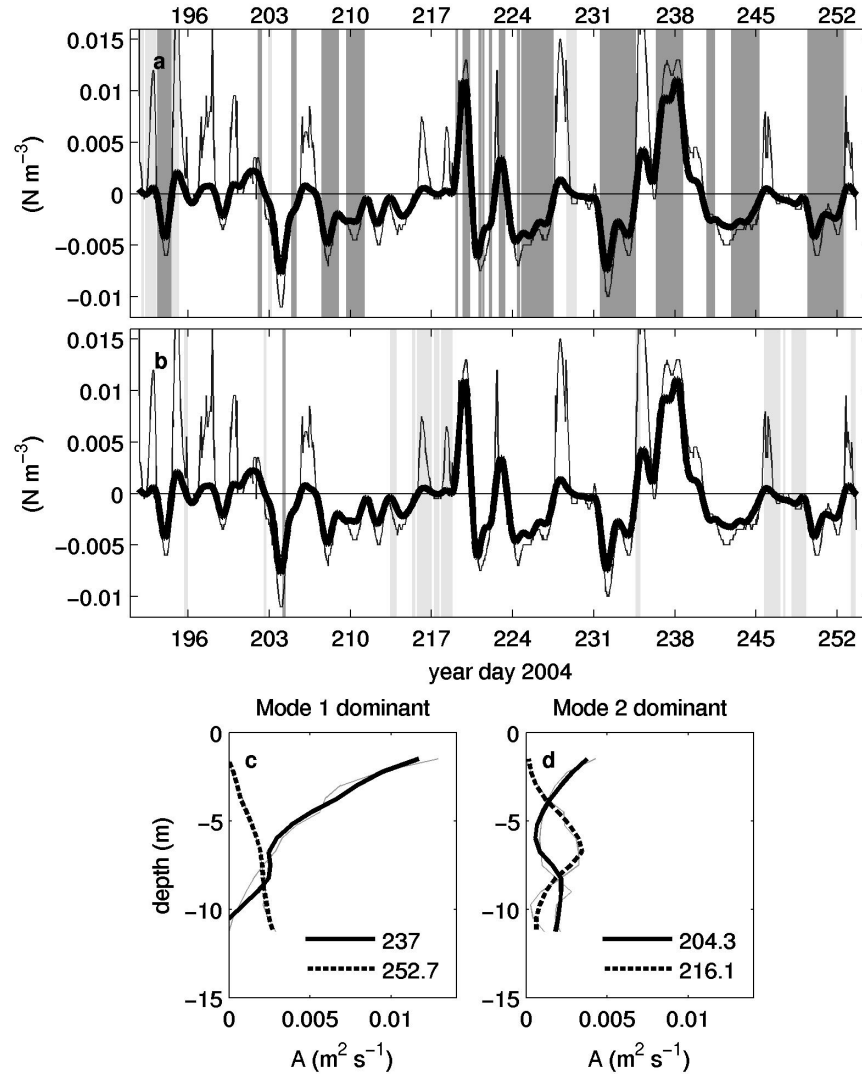 196 203 210 217 224 231 238 245 252
a
0.015
0.01
0.005
0
−0.005
−0.01
(N m−3)
b
0.015
0.01
0.005
0
−0.005
−0.01
(N m−3)
196 203 210 217 224 231 238 245 252
year day 2004
Mode 1 dominant Mode 2 dominant
0 c 0 d
−5 −5
−10 −10
−15 −15
depth (m)
237 204.3
252.7 216.1
0 0.005 0.01 0 0.005 0.01
A (m2 s−1) A (m2 s−1)